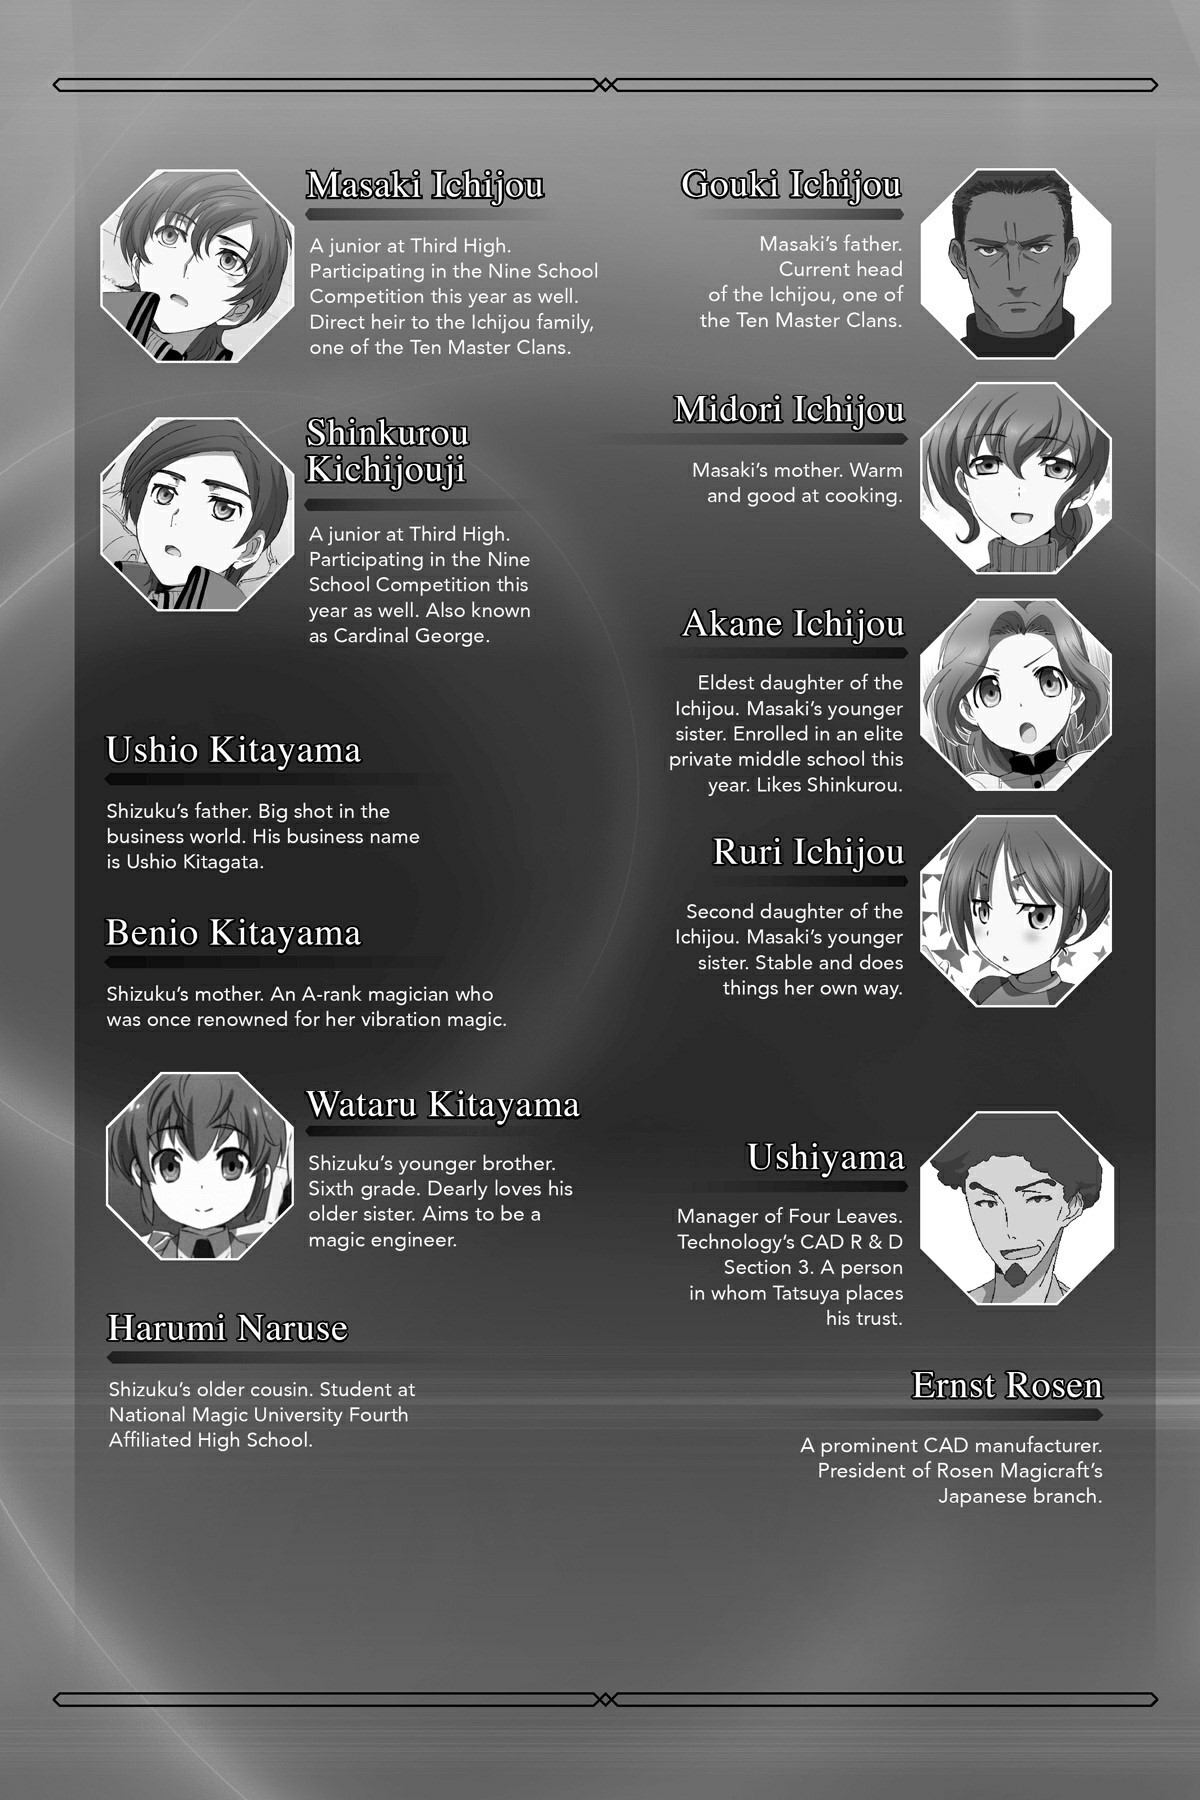 Masaki Ichijou
A junior at Third High.
Participating in the Nine School
Competition this year as well.
Direct heir to the Ichijou family,
one of the Ten Master Clans.
Shinkurou
Kichijouji
A junior at Third High.
Participating in the Nine
School Competition this
year as well. Also known
as Cardinal George.
Ushio Kitayama
Shizuku’s father. Big shot in the
business world. His business name
is Ushio Kitagata.
Benio Kitayama
Shizuku’s mother. An A-rank magician who
was once renowned for her vibration magic.
Wataru Kitayama
Shizuku’s younger brother.
Sixth grade. Dearly loves his
older sister. Aims to be a
magic engineer.
Harumi Naruse
Shizuku’s older cousin. Student at
National Magic University Fourth
Affiliated High School.
Gouki Ichijou
Masaki’s father.
Current head
of the Ichijou, one of
the Ten Master Clans.
Midori Ichijou
Masaki’s mother. Warm
and good at cooking.
Akane Ichijou
Eldest daughter of the
Ichijou. Masaki’s younger
sister. Enrolled in an elite
private middle school this
year. Likes Shinkurou.
Ruri Ichijou
Second daughter of the
Ichijou. Masaki’s younger
sister. Stable and does
things her own way.
Ushiyama
Manager of Four Leaves.
Technology’s CAD R & D
Section 3. A person
in whom Tatsuya places
his trust.
Ernst Rosen
A prominent CAD manufacturer.
President of Rosen Magicraft’s
Japanese branch.